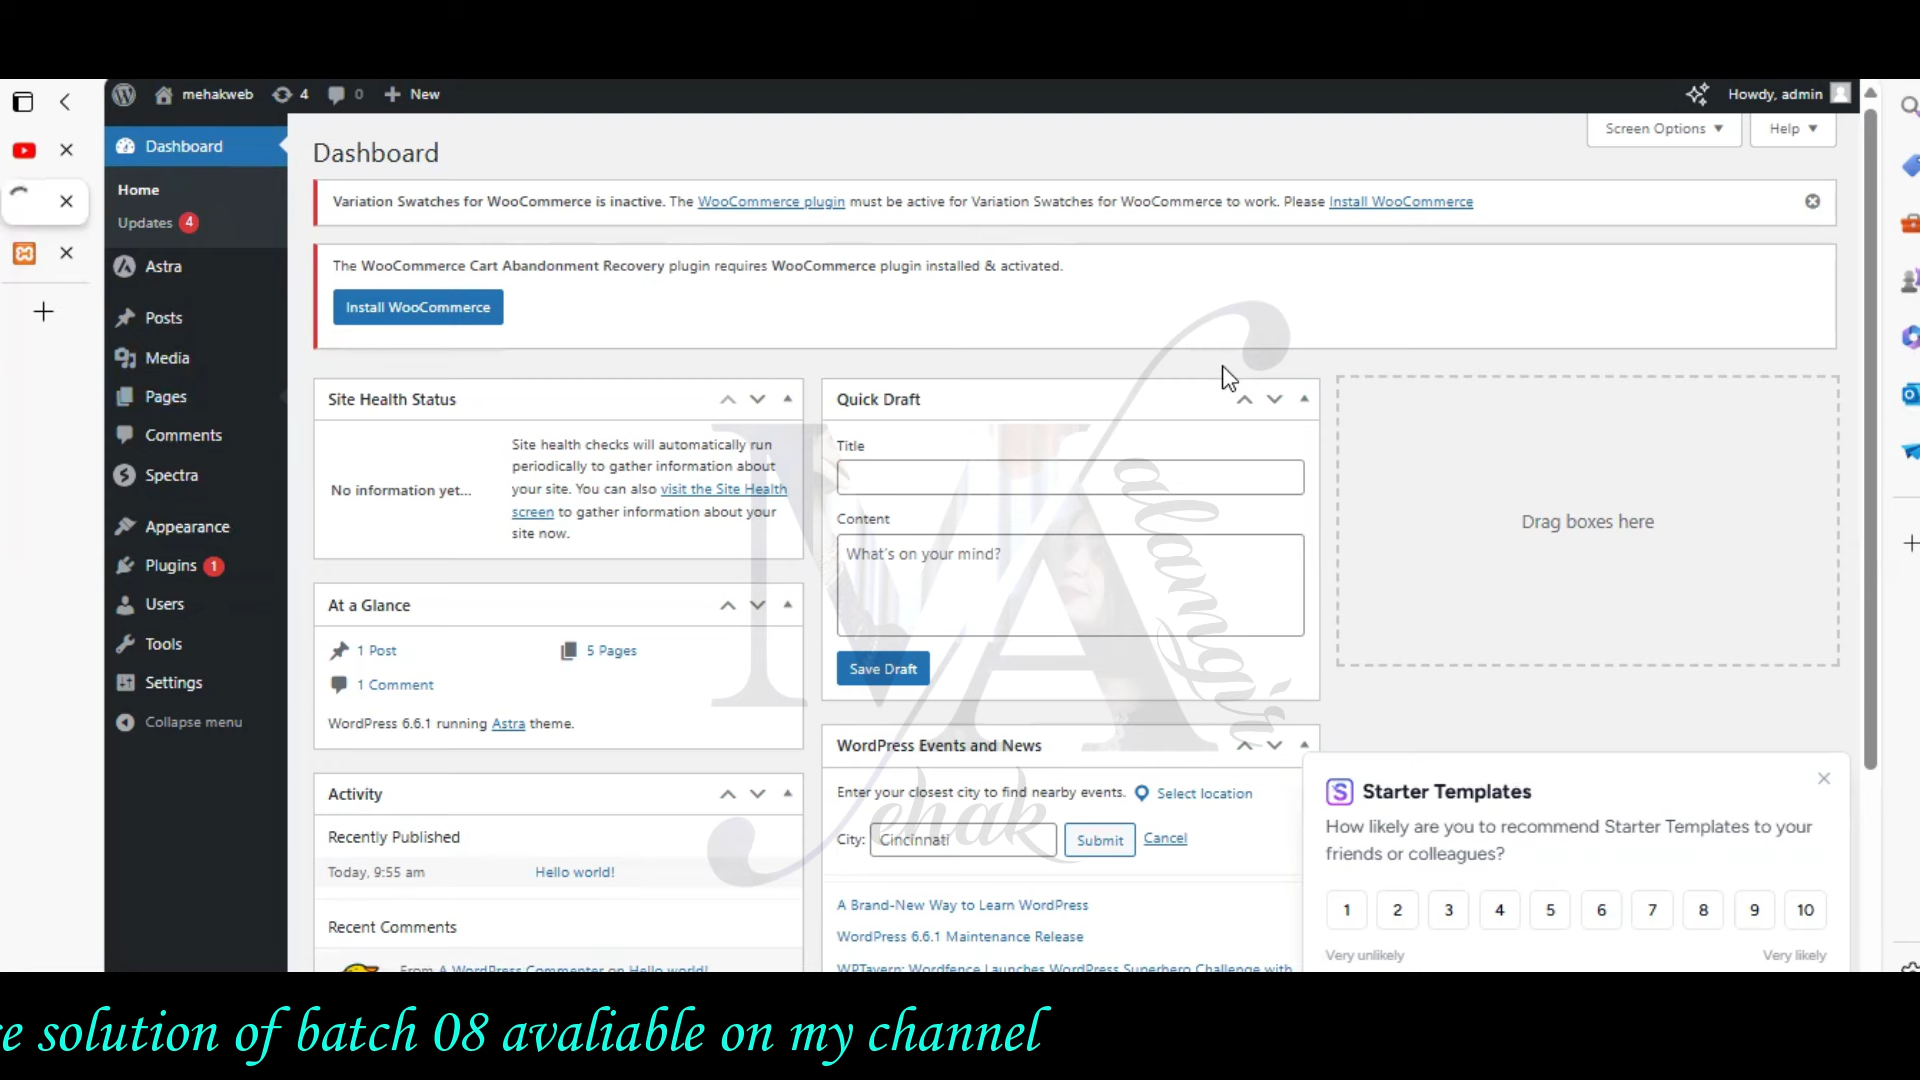 mehakweb 4 0 New Howdy, admin
Screen Options Help
Dashboard
Home
Updates 4
Astra
Posts
Media
Pages
Comments
Spectra
Appearance
Plugins 1
Users
Tools
Settings
Collapse menu
Dashboard
Variation Swatches for WooCommerce is inactive. The WooCommerce plugin must be active for Variation Swatches for WooCommerce to work. Please Install WooCommerce
The WooCommerce Cart Abandonment Recovery plugin requires WooCommerce plugin installed & activated.
Install WooCommerce
Site Health Status
No information yet...
Site health checks will automatically run
periodically to gather information about
your site. You can also visit the Site Health
screen to gather information about your
site now.
At a Glance
1 Post 5 Pages
1 Comment
WordPress 6.6.1 running Astra theme.
Activity
Recently Published
Today, 9:55 am Hello world!
Recent Comments
From A WordPress Commenter on Hello world!
Quick Draft
Title
Content
What's on your mind?
Save Draft
WordPress Events and News
Enter your closest city to find nearby events. Select location
City: Cincinnati Submit Cancel
A Brand-New Way to Learn WordPress
WordPress 6.6.1 Maintenance Release
WPTavern: Wordfence Launches WordPress Superhero Challenge with
Drag boxes here
Starter Templates
How likely are you to recommend Starter Templates to your
friends or colleagues?
1 2 3 4 5 6 7 8 9 10
Very unlikely Very likely
MA
alamgir
ehak
e solution of batch 08 avaliable on my channel